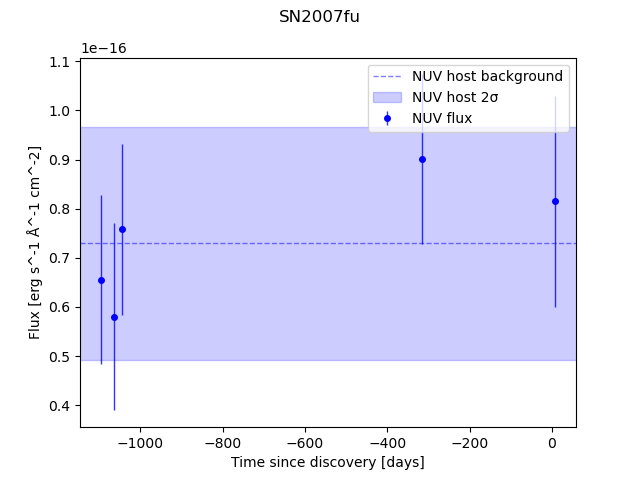 SN2007fu
1e−16
1.1
1.0
0.9
0.8
0.7
0.6
0.5
0.4
Flux [erg s^-1 Å^-1 cm^-2]
NUV host background
NUV host 2σ
NUV flux
−1000
−800
−600
−400
−200
0
Time since discovery [days]